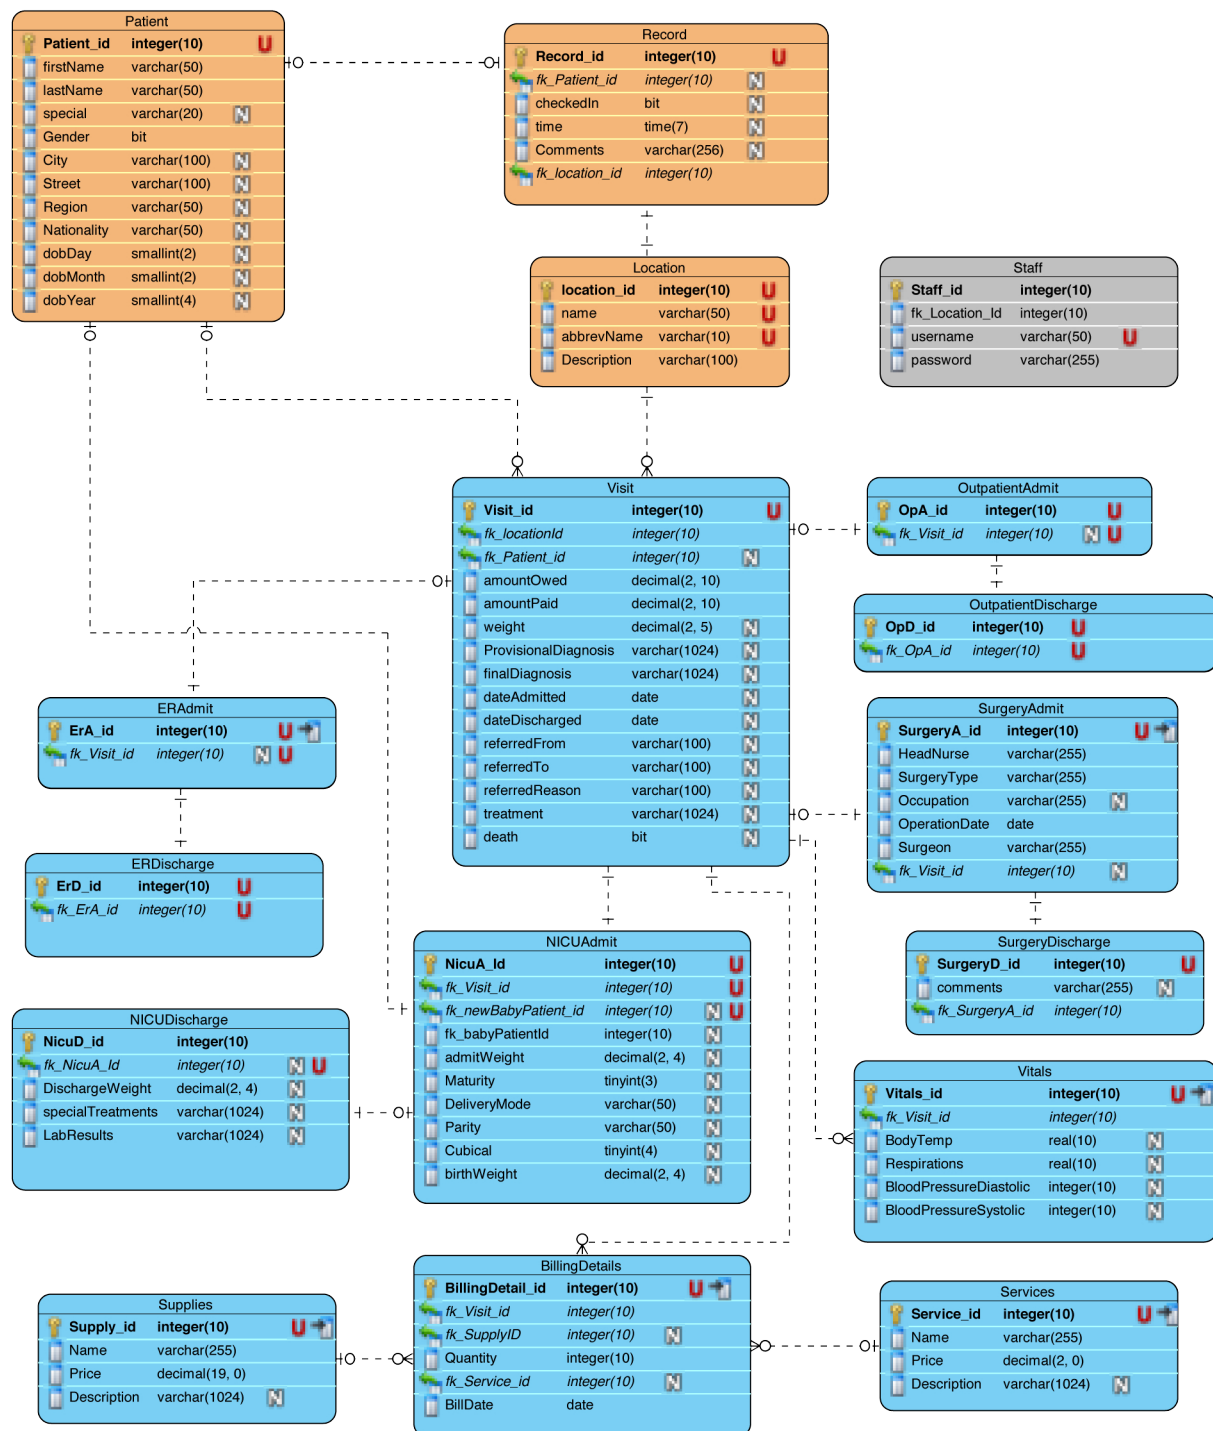 Patient
Patient_id integer(10) U
firstName varchar(50)
lastName varchar(50)
special varchar(20) N
Gender bit
City varchar(100) N
Street varchar(100) N
Region varchar(50) N
Nationality varchar(50) N
dobDay smallint(2) N
dobMonth smallint(2) N
dobYear smallint(4) N
Record
Record_id integer(10) U
fk_Patient_id integer(10) N
checkedIn bit N
time time(7) N
Comments varchar(256) N
fk_location_id integer(10)
Location
location_id integer(10) U
name varchar(50) U
abbrevName varchar(10) U
Description varchar(100)
Staff
Staff_id integer(10)
fk_Location_Id integer(10)
username varchar(50) U
password varchar(255)
Visit
Visit_id integer(10) U
fk_locationId integer(10)
fk_Patient_id integer(10) N
amountOwed decimal(2, 10)
amountPaid decimal(2, 10)
weight decimal(2, 5) N
ProvisionalDiagnosis varchar(1024) N
finalDiagnosis varchar(1024) N
dateAdmitted date N
dateDischarged date N
referredFrom varchar(100) N
referredTo varchar(100) N
referredReason varchar(100) N
treatment varchar(1024) N
death bit N
OutpatientAdmit
OpA_id integer(10) U
fk_Visit_id integer(10) N U
OutpatientDischarge
OpD_id integer(10) U
fk_OpA_id integer(10) U
ERAdmit
ErA_id integer(10) U
fk_Visit_id integer(10) N U
SurgeryAdmit
SurgeryA_id integer(10) U
HeadNurse varchar(255)
SurgeryType varchar(255)
Occupation varchar(255) N
OperationDate date
Surgeon varchar(255)
fk_Visit_id integer(10) N
ERDischarge
ErD_id integer(10) U
fk_ErA_id integer(10) U
NICUAdmit
NicuA_Id integer(10) U
fk_Visit_id integer(10) U
fk_newBabyPatient_id integer(10) N U
fk_babyPatientId integer(10) N
admitWeight decimal(2, 4) N
Maturity tinyint(3) N
DeliveryMode varchar(50) N
Parity varchar(50) N
Cubical tinyint(4) N
birthWeight decimal(2, 4) N
SurgeryDischarge
SurgeryD_id integer(10) U
comments varchar(255) N
fk_SurgeryA_id integer(10)
NICUDischarge
NicuD_id integer(10)
fk_NicuA_Id integer(10) N U
DischargeWeight decimal(2, 4) N
specialTreatments varchar(1024) N
LabResults varchar(1024) N
Vitals
Vitals_id integer(10) U
fk_Visit_id integer(10)
BodyTemp real(10) N
Respirations real(10) N
BloodPressureDiastolic integer(10) N
BloodPressureSystolic integer(10) N
BillingDetails
BillingDetail_id integer(10) U
fk_Visit_id integer(10)
fk_SupplyID integer(10) N
Quantity integer(10)
fk_Service_id integer(10) N
BillDate date
Supplies
Supply_id integer(10) U
Name varchar(255)
Price decimal(19, 0)
Description varchar(1024) N
Services
Service_id integer(10) U
Name varchar(255)
Price decimal(2, 0)
Description varchar(1024) N